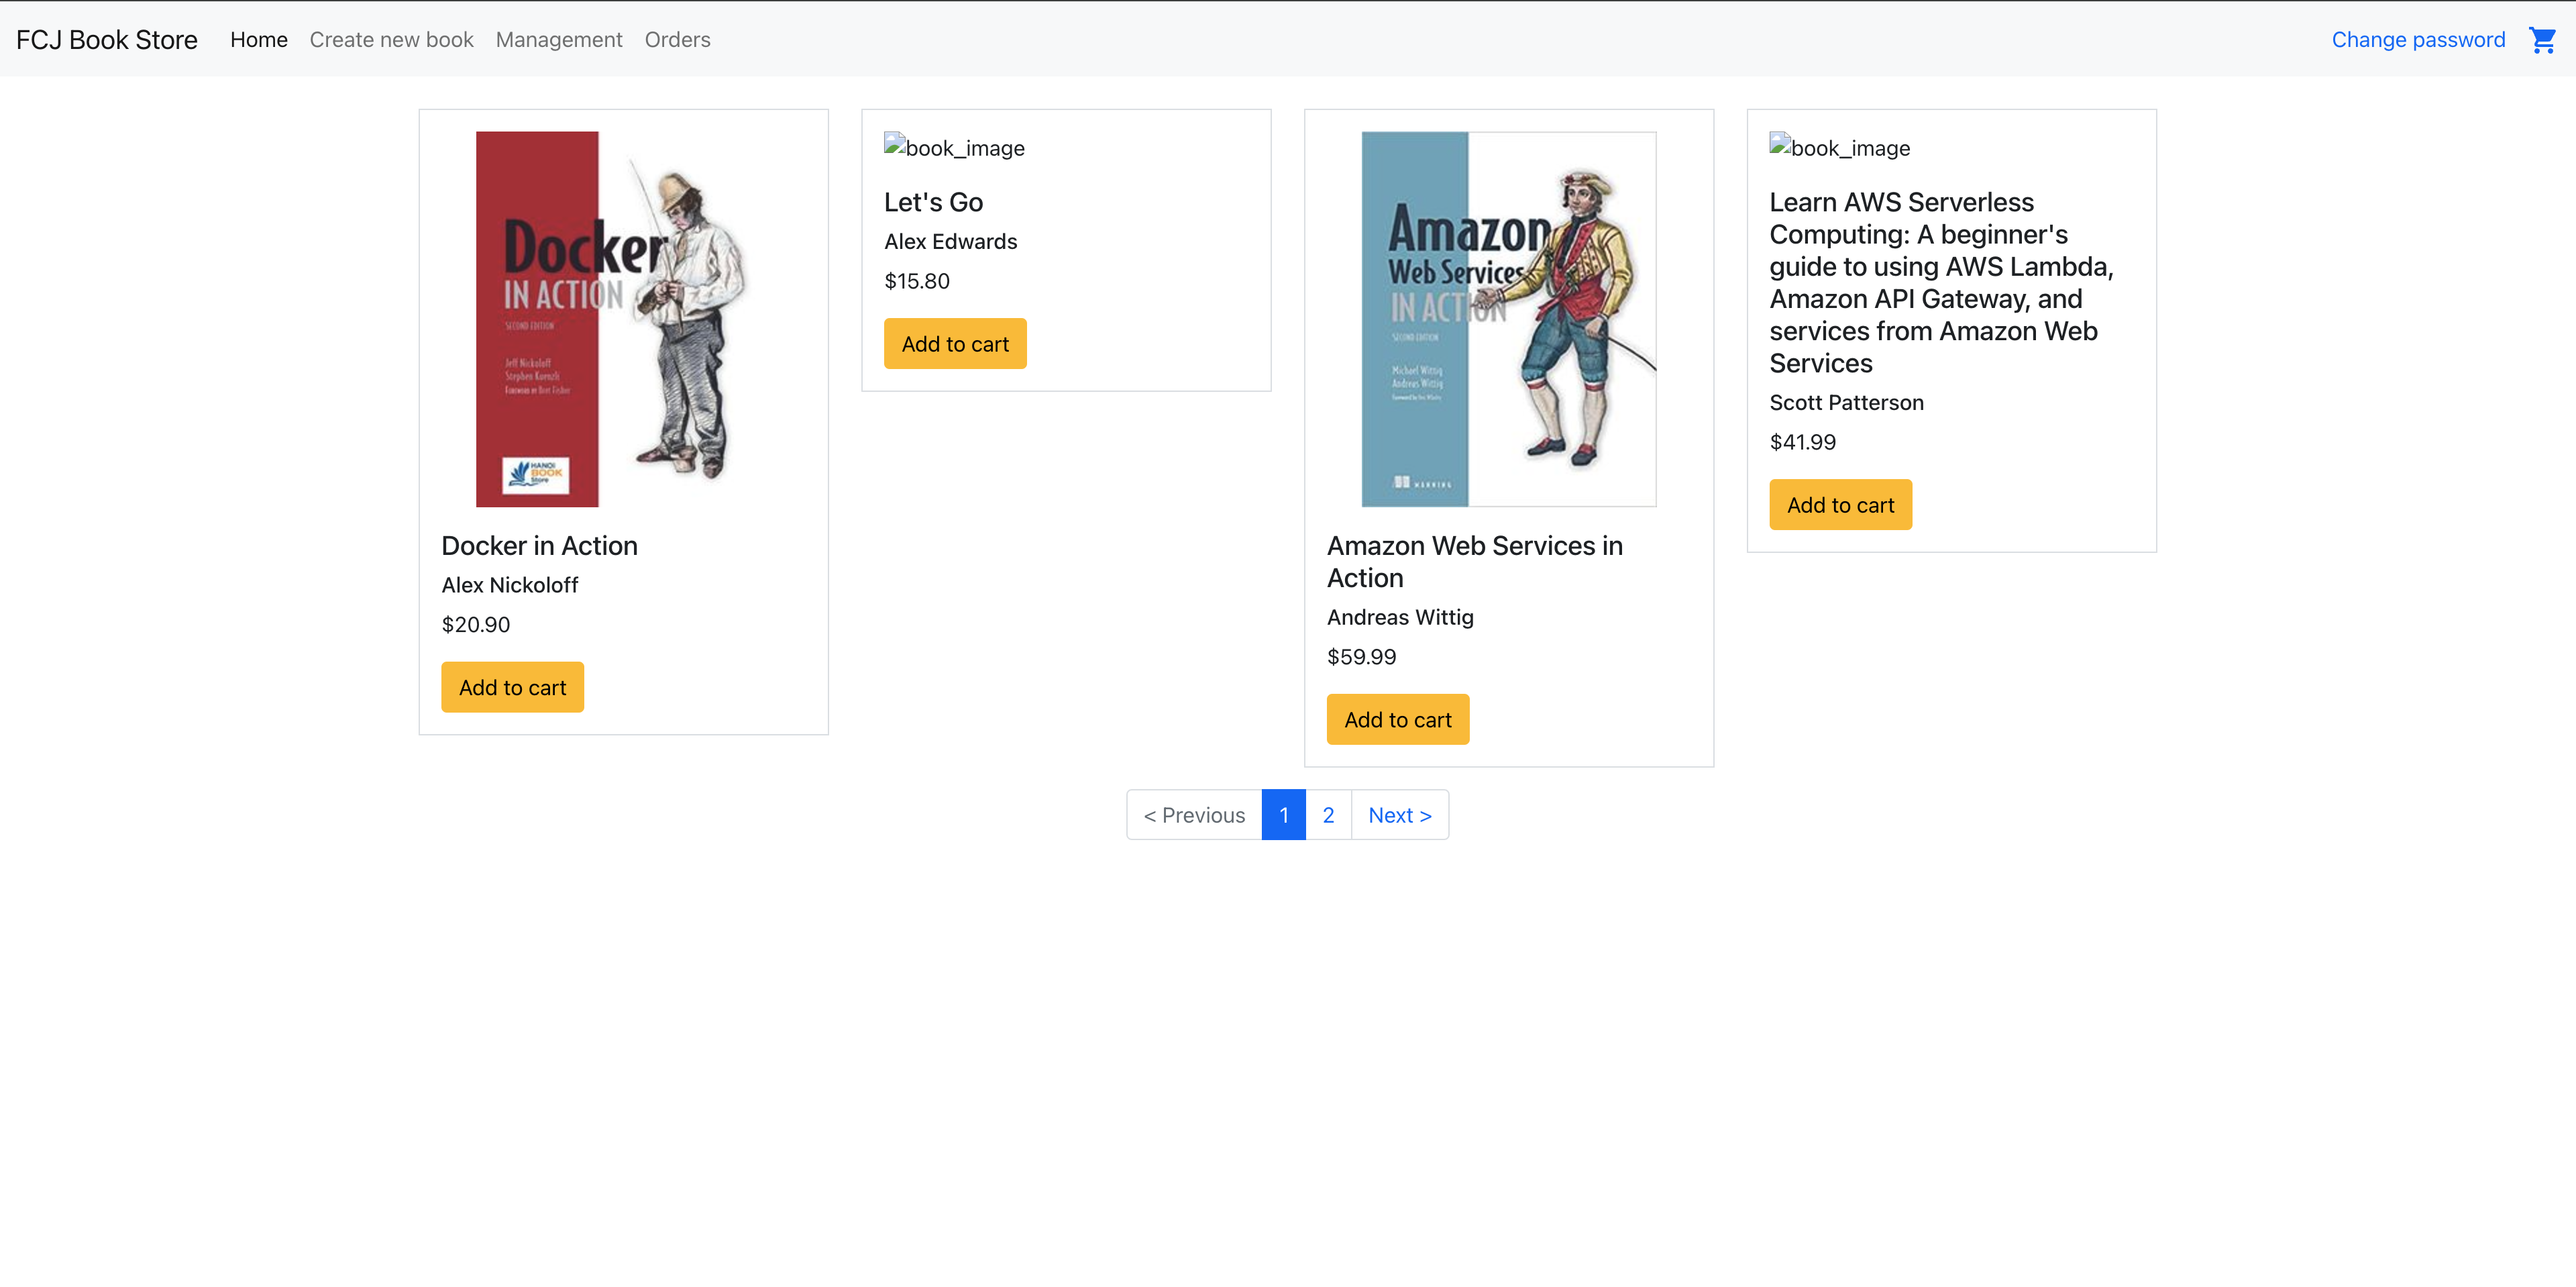 FCJ Book Store Home Create new book Management Orders Change password
Docker
IN ACTION
SECOND EDITION
Jeff Nickoloff
Stephen Kuenzli
HANOI
BOOK
Store
Docker in Action
Alex Nickoloff
$20.90
Add to cart
book_image
Let's Go
Alex Edwards
$15.80
Add to cart
Amazon
Web Services
IN ACTION
SECOND EDITION
Michael Wittig
Andreas Wittig
MANNING
Amazon Web Services in
Action
Andreas Wittig
$59.99
Add to cart
book_image
Learn AWS Serverless
Computing: A beginner's
guide to using AWS Lambda,
Amazon API Gateway, and
services from Amazon Web
Services
Scott Patterson
$41.99
Add to cart
< Previous 1 2 Next >